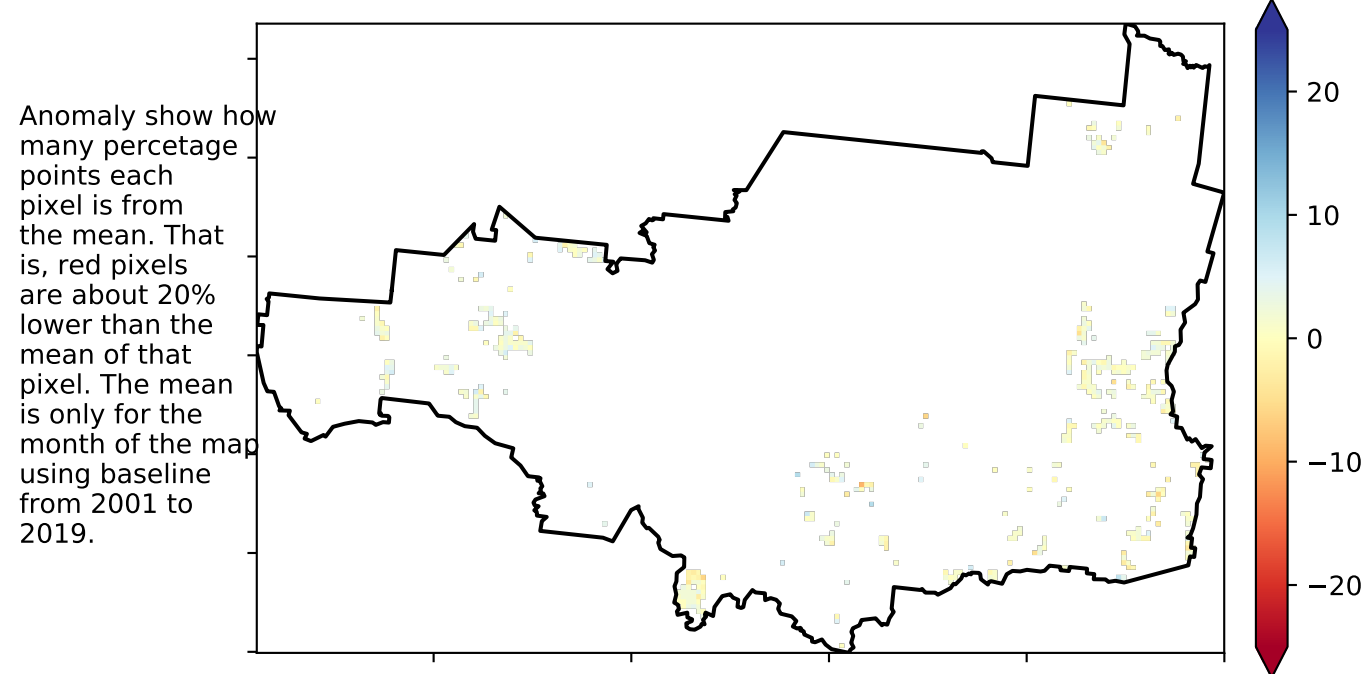 Anomaly show how
many percetage
points each
pixel is from
the mean. That
is, red pixels
are about 20%
lower than the
mean of that
pixel. The mean
is only for the
month of the map
using baseline
from 2001 to
2019.
20
10
0
−10
−20